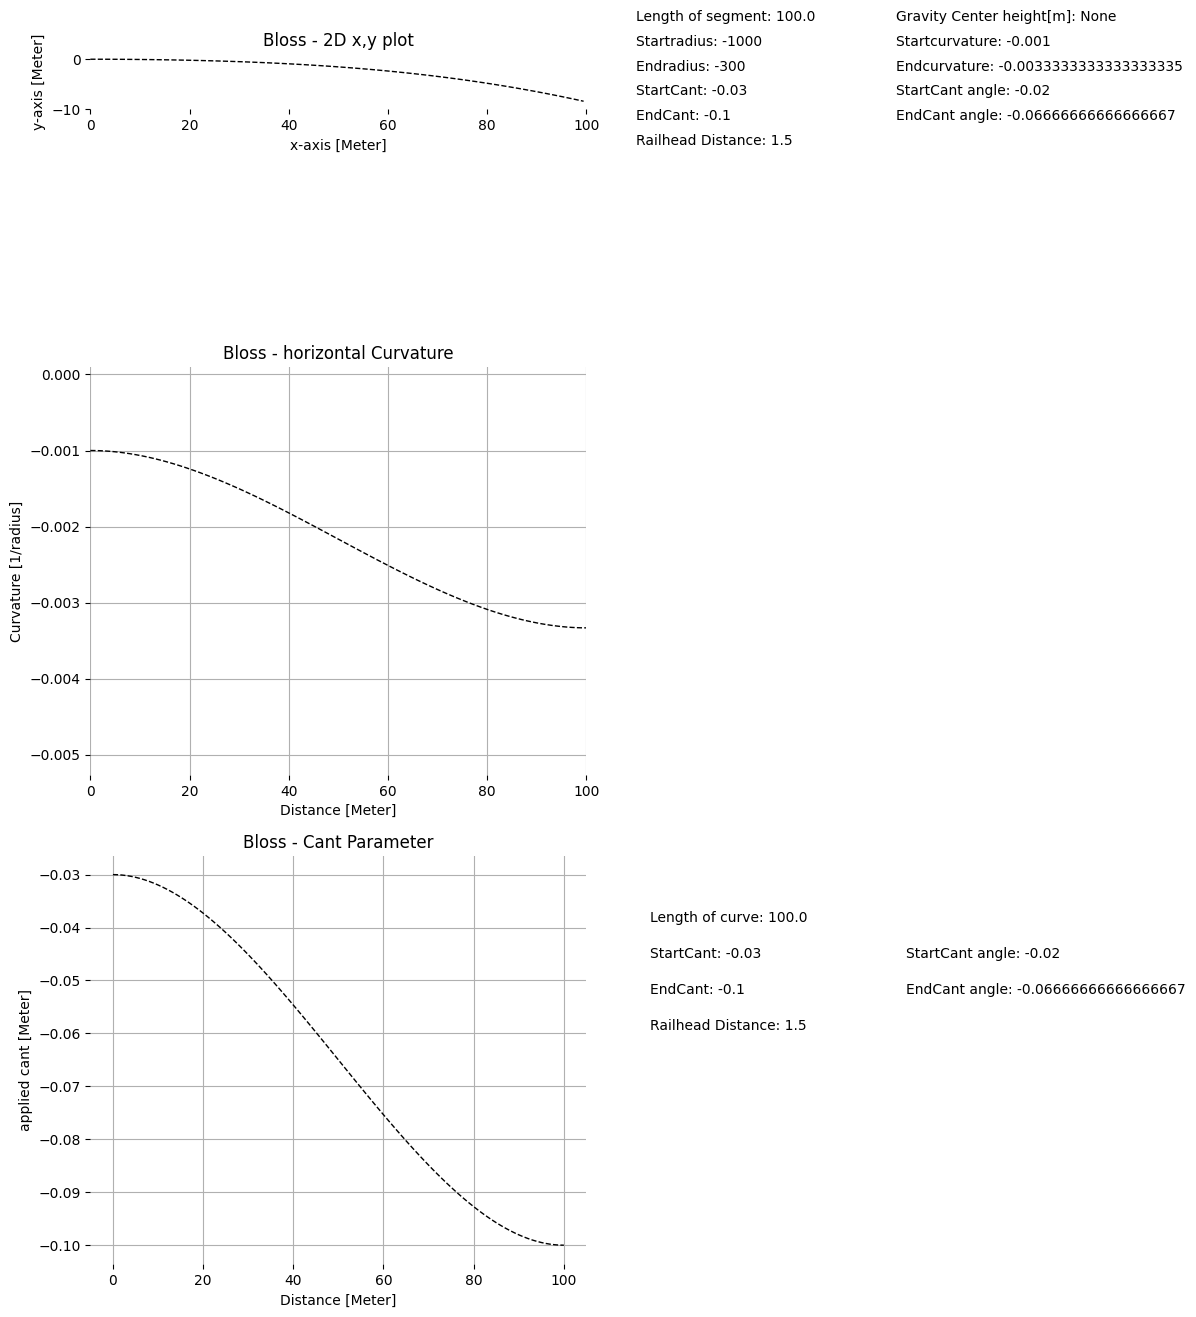 Bloss - 2D x,y plot
y-axis [Meter]
0
−10
0 20 40 60 80 100
x-axis [Meter]
Length of segment: 100.0 Gravity Center height[m]: None
Startradius: -1000 Startcurvature: -0.001
Endradius: -300 Endcurvature: -0.0033333333333333335
StartCant: -0.03 StartCant angle: -0.02
EndCant: -0.1 EndCant angle: -0.06666666666666667
Railhead Distance: 1.5
Bloss - horizontal Curvature
Curvature [1/radius]
0.000
−0.001
−0.002
−0.003
−0.004
−0.005
0 20 40 60 80 100
Distance [Meter]
Bloss - Cant Parameter
applied cant [Meter]
−0.03
−0.04
−0.05
−0.06
−0.07
−0.08
−0.09
−0.10
0 20 40 60 80 100
Distance [Meter]
Length of curve: 100.0
StartCant: -0.03 StartCant angle: -0.02
EndCant: -0.1 EndCant angle: -0.06666666666666667
Railhead Distance: 1.5